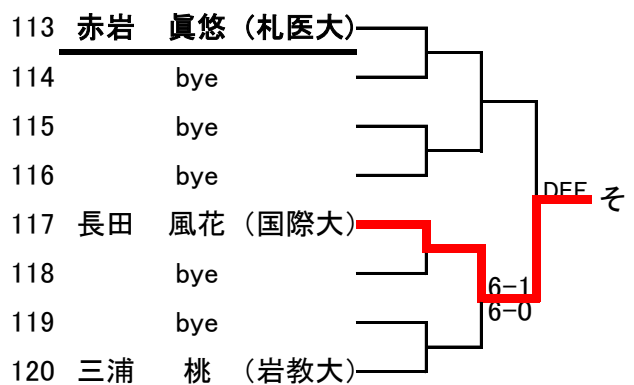 113 赤岩 眞悠 (札医大)
114 bye
115 bye
116 bye
DEF そ
117 長田 風花 (国際大)
118 bye
6-1
6-0
119 bye
120 三浦 桃 (岩教大)